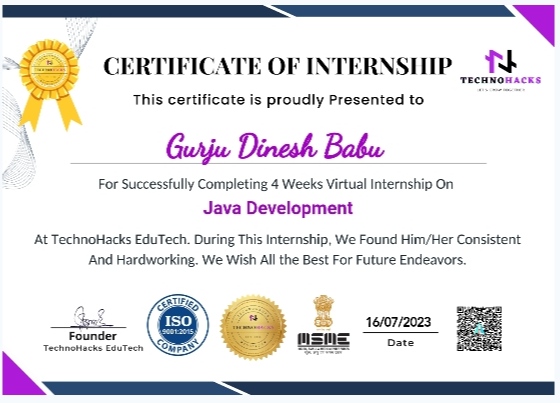 CERTIFICATE OF INTERNSHIP
TECHNOHACKS
This certificate is proudly Presented to
Gurju Dinesh Babu
For Successfully Completing 4 Weeks Virtual Internship On
Java Development
At TechnoHacks EduTech. During This Internship, We Found Him/Her Consistent
And Hardworking. We Wish All the Best For Future Endeavors.
Founder
TechnoHacks EduTech
CERTIFIED
ISO
9001:2015
COMPANY
TECHNOHACKS
MSME
16/07/2023
Date